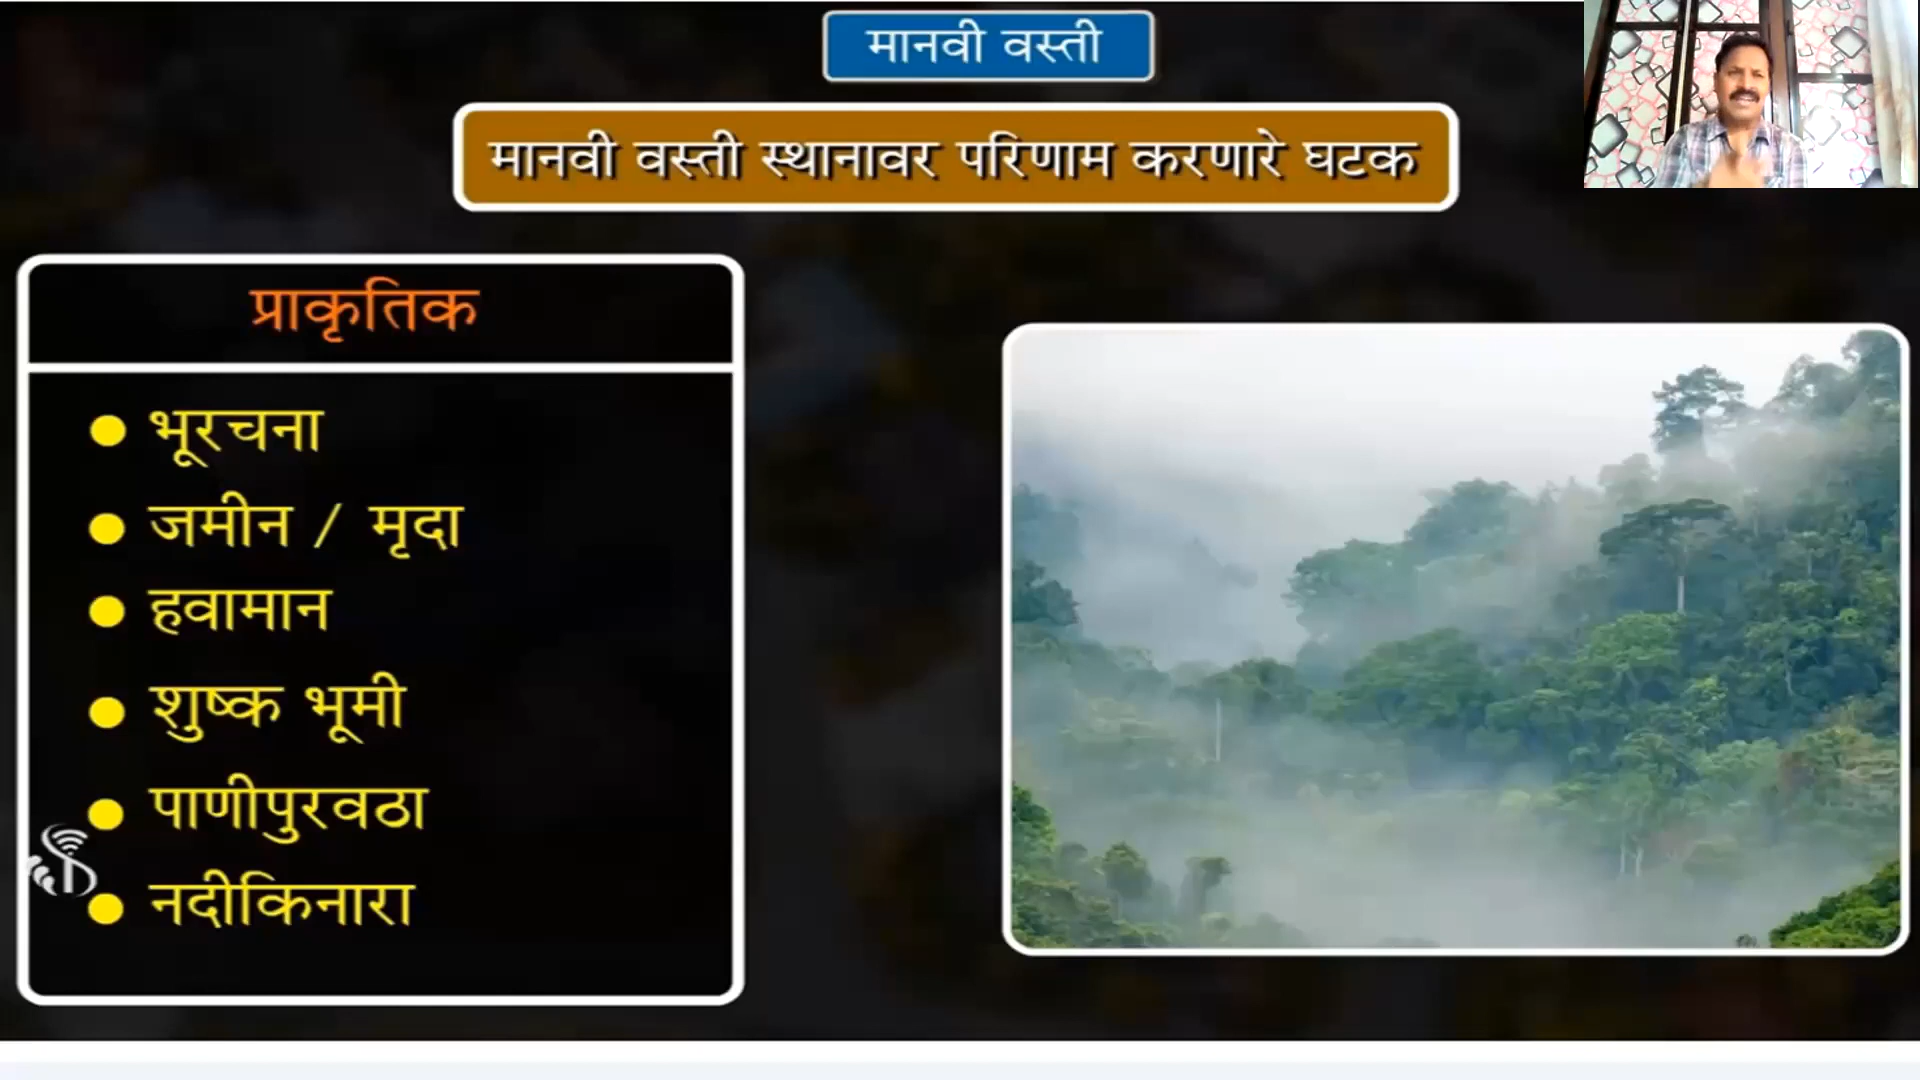 मानवी वस्ती
मानवी वस्ती स्थानावर परिणाम करणारे घटक
प्राकृतिक
● भूरचना
● जमीन / मृदा
● हवामान
● शुष्क भूमी
● पाणीपुरवठा
● नदीकिनारा